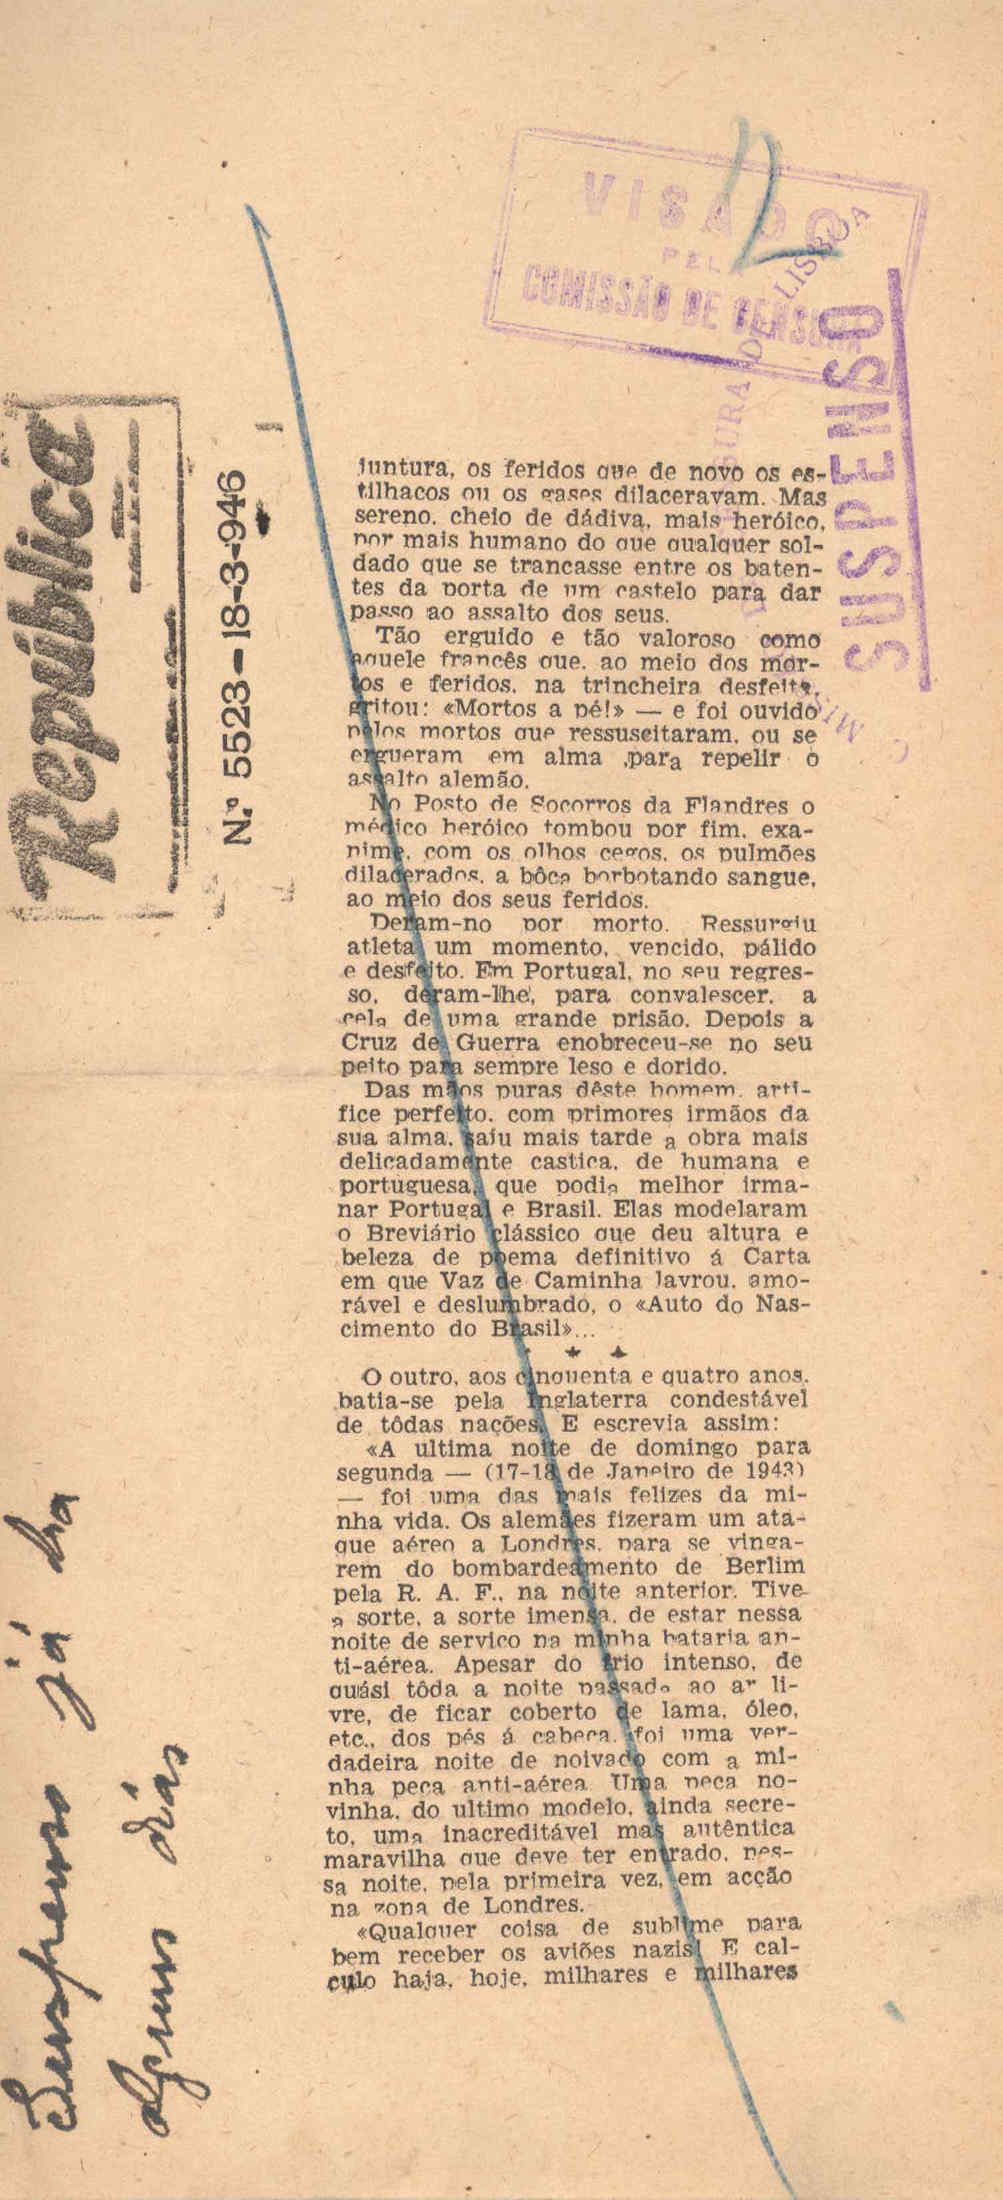 VISADO
PELA
COMISSÃO DE CENSURA
12
SUSPENSO
DE LISBOA
República
N.º 5523—18-3-946
Suspenso já ha
alguns dias
juntura, os feridos que de novo os es-
tilhaços ou os gases dilaceravam. Mas
sereno, cheio de dádiva, mais heróico,
por mais humano do que qualquer sol-
dado que se trancasse entre os baten-
tes da porta de um castelo para dar
passo ao assalto dos seus.
Tão erguido e tão valoroso como
aquele francês que, ao meio dos mor-
tos e feridos, na trincheira desfeita,
gritou: «Mortos a pé!» — e foi ouvido
pelos mortos que ressuscitaram, ou se
ergueram em alma ,para repelir o
assalto alemão.
No Posto de Socorros da Flandres o
médico heróico tombou por fim, exa-
nime, com os olhos cegos, os pulmões
dilacerados, a bôca borbotando sangue,
ao meio dos seus feridos.
Deram-no por morto. Ressurgiu
atleta um momento, vencido, pálido
e desfeito. Em Portugal, no seu regres-
so, deram-lhe, para convalescer, a
cela de uma grande prisão. Depois a
Cruz de Guerra enobreceu-se no seu
peito para sempre leso e dorido.
Das mãos puras dêste homem, artí-
fice perfeito, com primores irmãos da
sua alma, saiu mais tarde a obra mais
delicadamente castiça, de humana e
portuguesa, que podia melhor irma-
nar Portugal e Brasil. Elas modelaram
o Breviário clássico que deu altura e
beleza de poema definitivo á Carta
em que Vaz de Caminha lavrou, amo-
rável e deslumbrado, o «Auto do Nas-
cimento do Brasil»...
* * *
O outro, aos cinquenta e quatro anos,
batia-se pela Inglaterra condestável
de tôdas nações. E escrevia assim:
«A ultima noite de domingo para
segunda — (17-18 de Janeiro de 1943)
— foi uma das mais felizes da mi-
nha vida. Os alemães fizeram um ata-
que aéreo a Londres, para se vinga-
rem do bombardeamento de Berlim
pela R. A. F., na noite anterior. Tive
a sorte, a sorte imensa, de estar nessa
noite de serviço na minha bataria an-
ti-aérea. Apesar do frio intenso, de
quási tôda a noite passada ao ar li-
vre, de ficar coberto de lama, óleo,
etc., dos pés á cabeça, foi uma ver-
dadeira noite de noivado com a mi-
nha peça anti-aérea. Uma peça no-
vinha, do ultimo modelo, ainda secre-
to, uma inacreditável mas autêntica
maravilha que deve ter entrado, nes-
sa noite, pela primeira vez, em acção
na zona de Londres.
«Qualquer coisa de sublime para
bem receber os aviões nazis! E cal-
culo haja, hoje, milhares e milhares